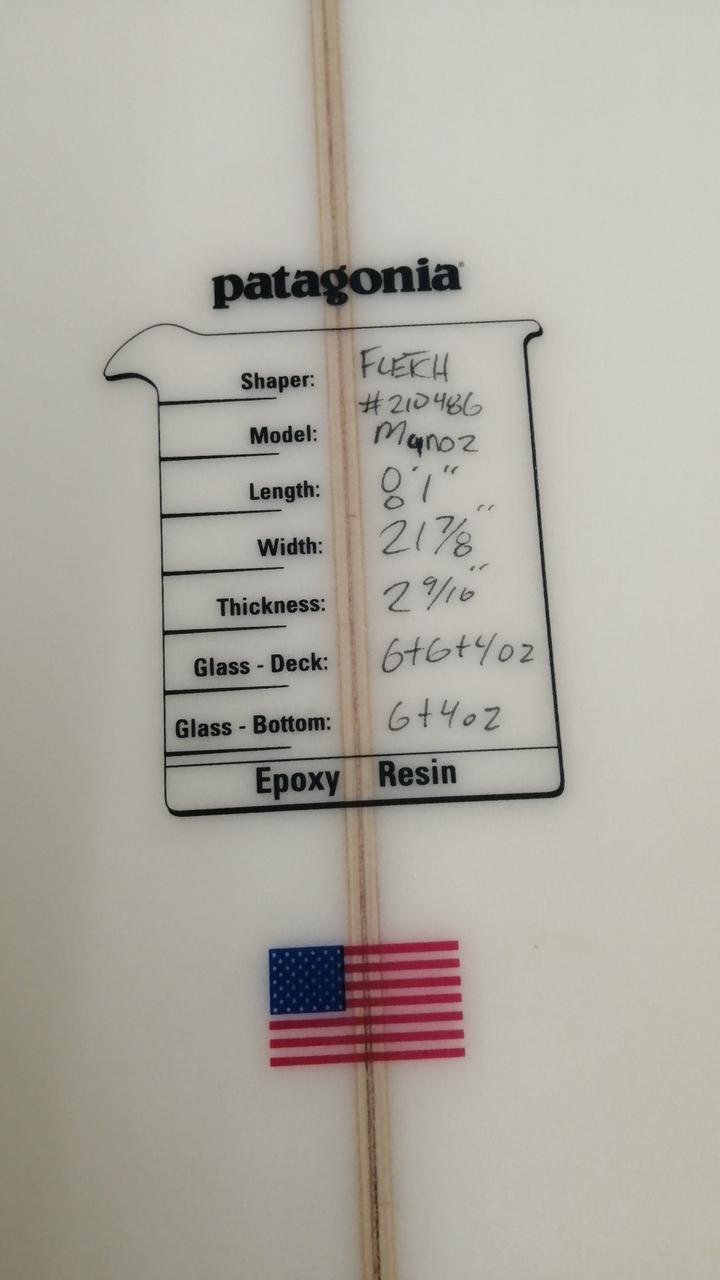 patagonia
Shaper: FLETCH
#210486
Model: Manoz
Length: 8'1"
Width: 21 7/8"
Thickness: 2 9/16"
Glass - Deck: 6+6+4oz
Glass - Bottom: 6+4oz
Epoxy Resin